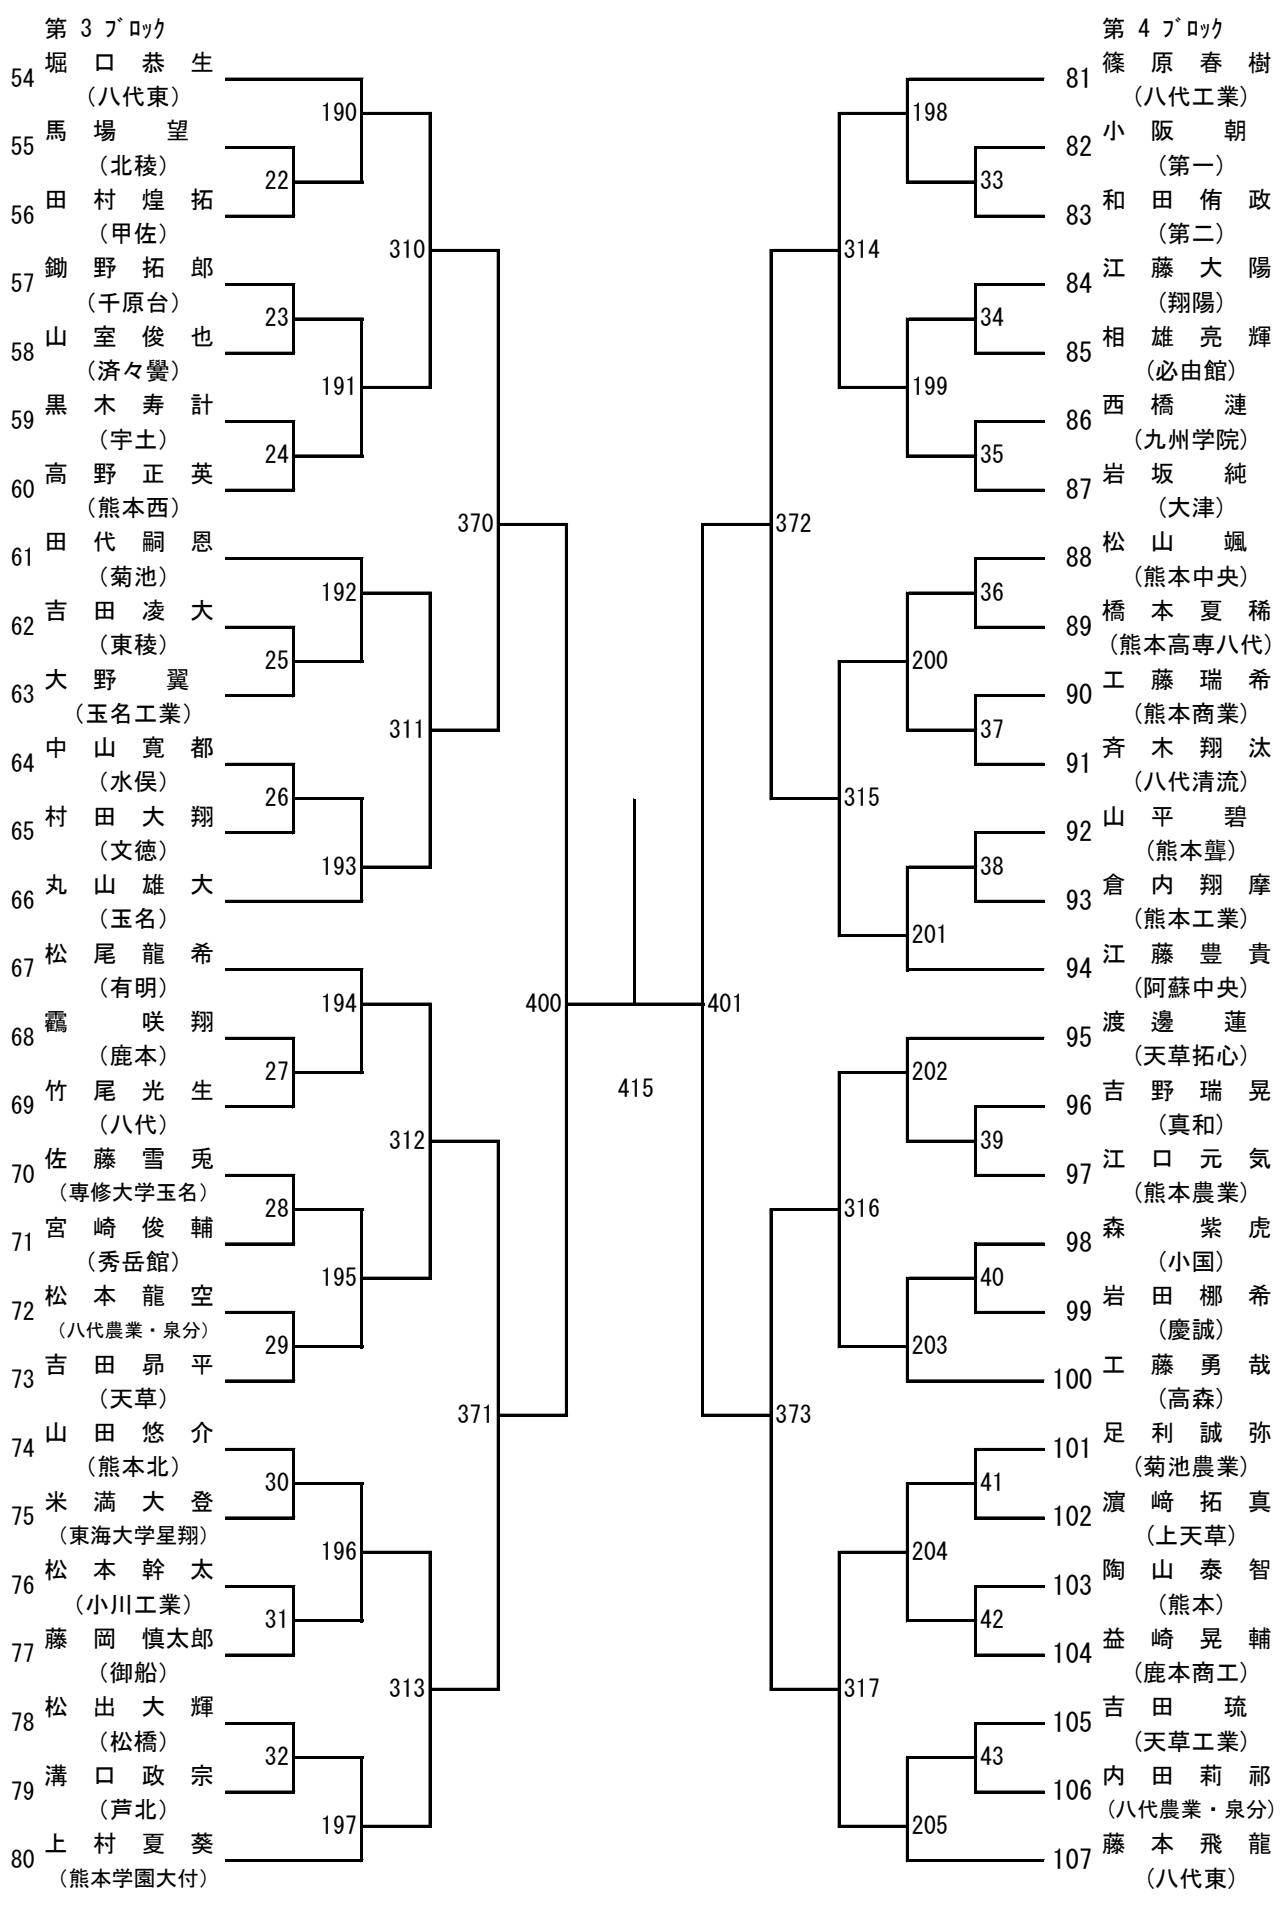 第 3 ブロック
54 堀口恭生
（八代東）
55 馬場望
（北稜）
56 田村煌拓
（甲佐）
57 鋤野拓郎
（千原台）
58 山室俊也
（済々黌）
59 黒木寿計
（宇土）
60 高野正英
（熊本西）
61 田代嗣恩
（菊池）
62 吉田凌大
（東稜）
63 大野翼
（玉名工業）
64 中山寛都
（水俣）
65 村田大翔
（文徳）
66 丸山雄大
（玉名）
67 松尾龍希
（有明）
68 靍咲翔
（鹿本）
69 竹尾光生
（八代）
70 佐藤雪兎
（専修大学玉名）
71 宮崎俊輔
（秀岳館）
72 松本龍空
（八代農業・泉分）
73 吉田昴平
（天草）
74 山田悠介
（熊本北）
75 米満大登
（東海大学星翔）
76 松本幹太
（小川工業）
77 藤岡慎太郎
（御船）
78 松出大輝
（松橋）
79 溝口政宗
（芦北）
80 上村夏葵
（熊本学園大付）
22
23
24
25
26
27
28
29
30
31
32
190
191
192
193
194
195
196
197
310
311
312
313
370
371
400
415
401
372
373
314
315
316
317
198
199
200
201
202
203
204
205
33
34
35
36
37
38
39
40
41
42
43
第 4 ブロック
81 篠原春樹
（八代工業）
82 小阪朝
（第一）
83 和田侑政
（第二）
84 江藤大陽
（翔陽）
85 相雄亮輝
（必由館）
86 西橋漣
（九州学院）
87 岩坂純
（大津）
88 松山颯
（熊本中央）
89 橋本夏稀
（熊本高専八代）
90 工藤瑞希
（熊本商業）
91 斉木翔汰
（八代清流）
92 山平碧
（熊本聾）
93 倉内翔摩
（熊本工業）
94 江藤豊貴
（阿蘇中央）
95 渡邊蓮
（天草拓心）
96 吉野瑞晃
（真和）
97 江口元気
（熊本農業）
98 森紫虎
（小国）
99 岩田梛希
（慶誠）
100 工藤勇哉
（高森）
101 足利誠弥
（菊池農業）
102 濵﨑拓真
（上天草）
103 陶山泰智
（熊本）
104 益崎晃輔
（鹿本商工）
105 吉田琉
（天草工業）
106 内田莉祁
（八代農業・泉分）
107 藤本飛龍
（八代東）